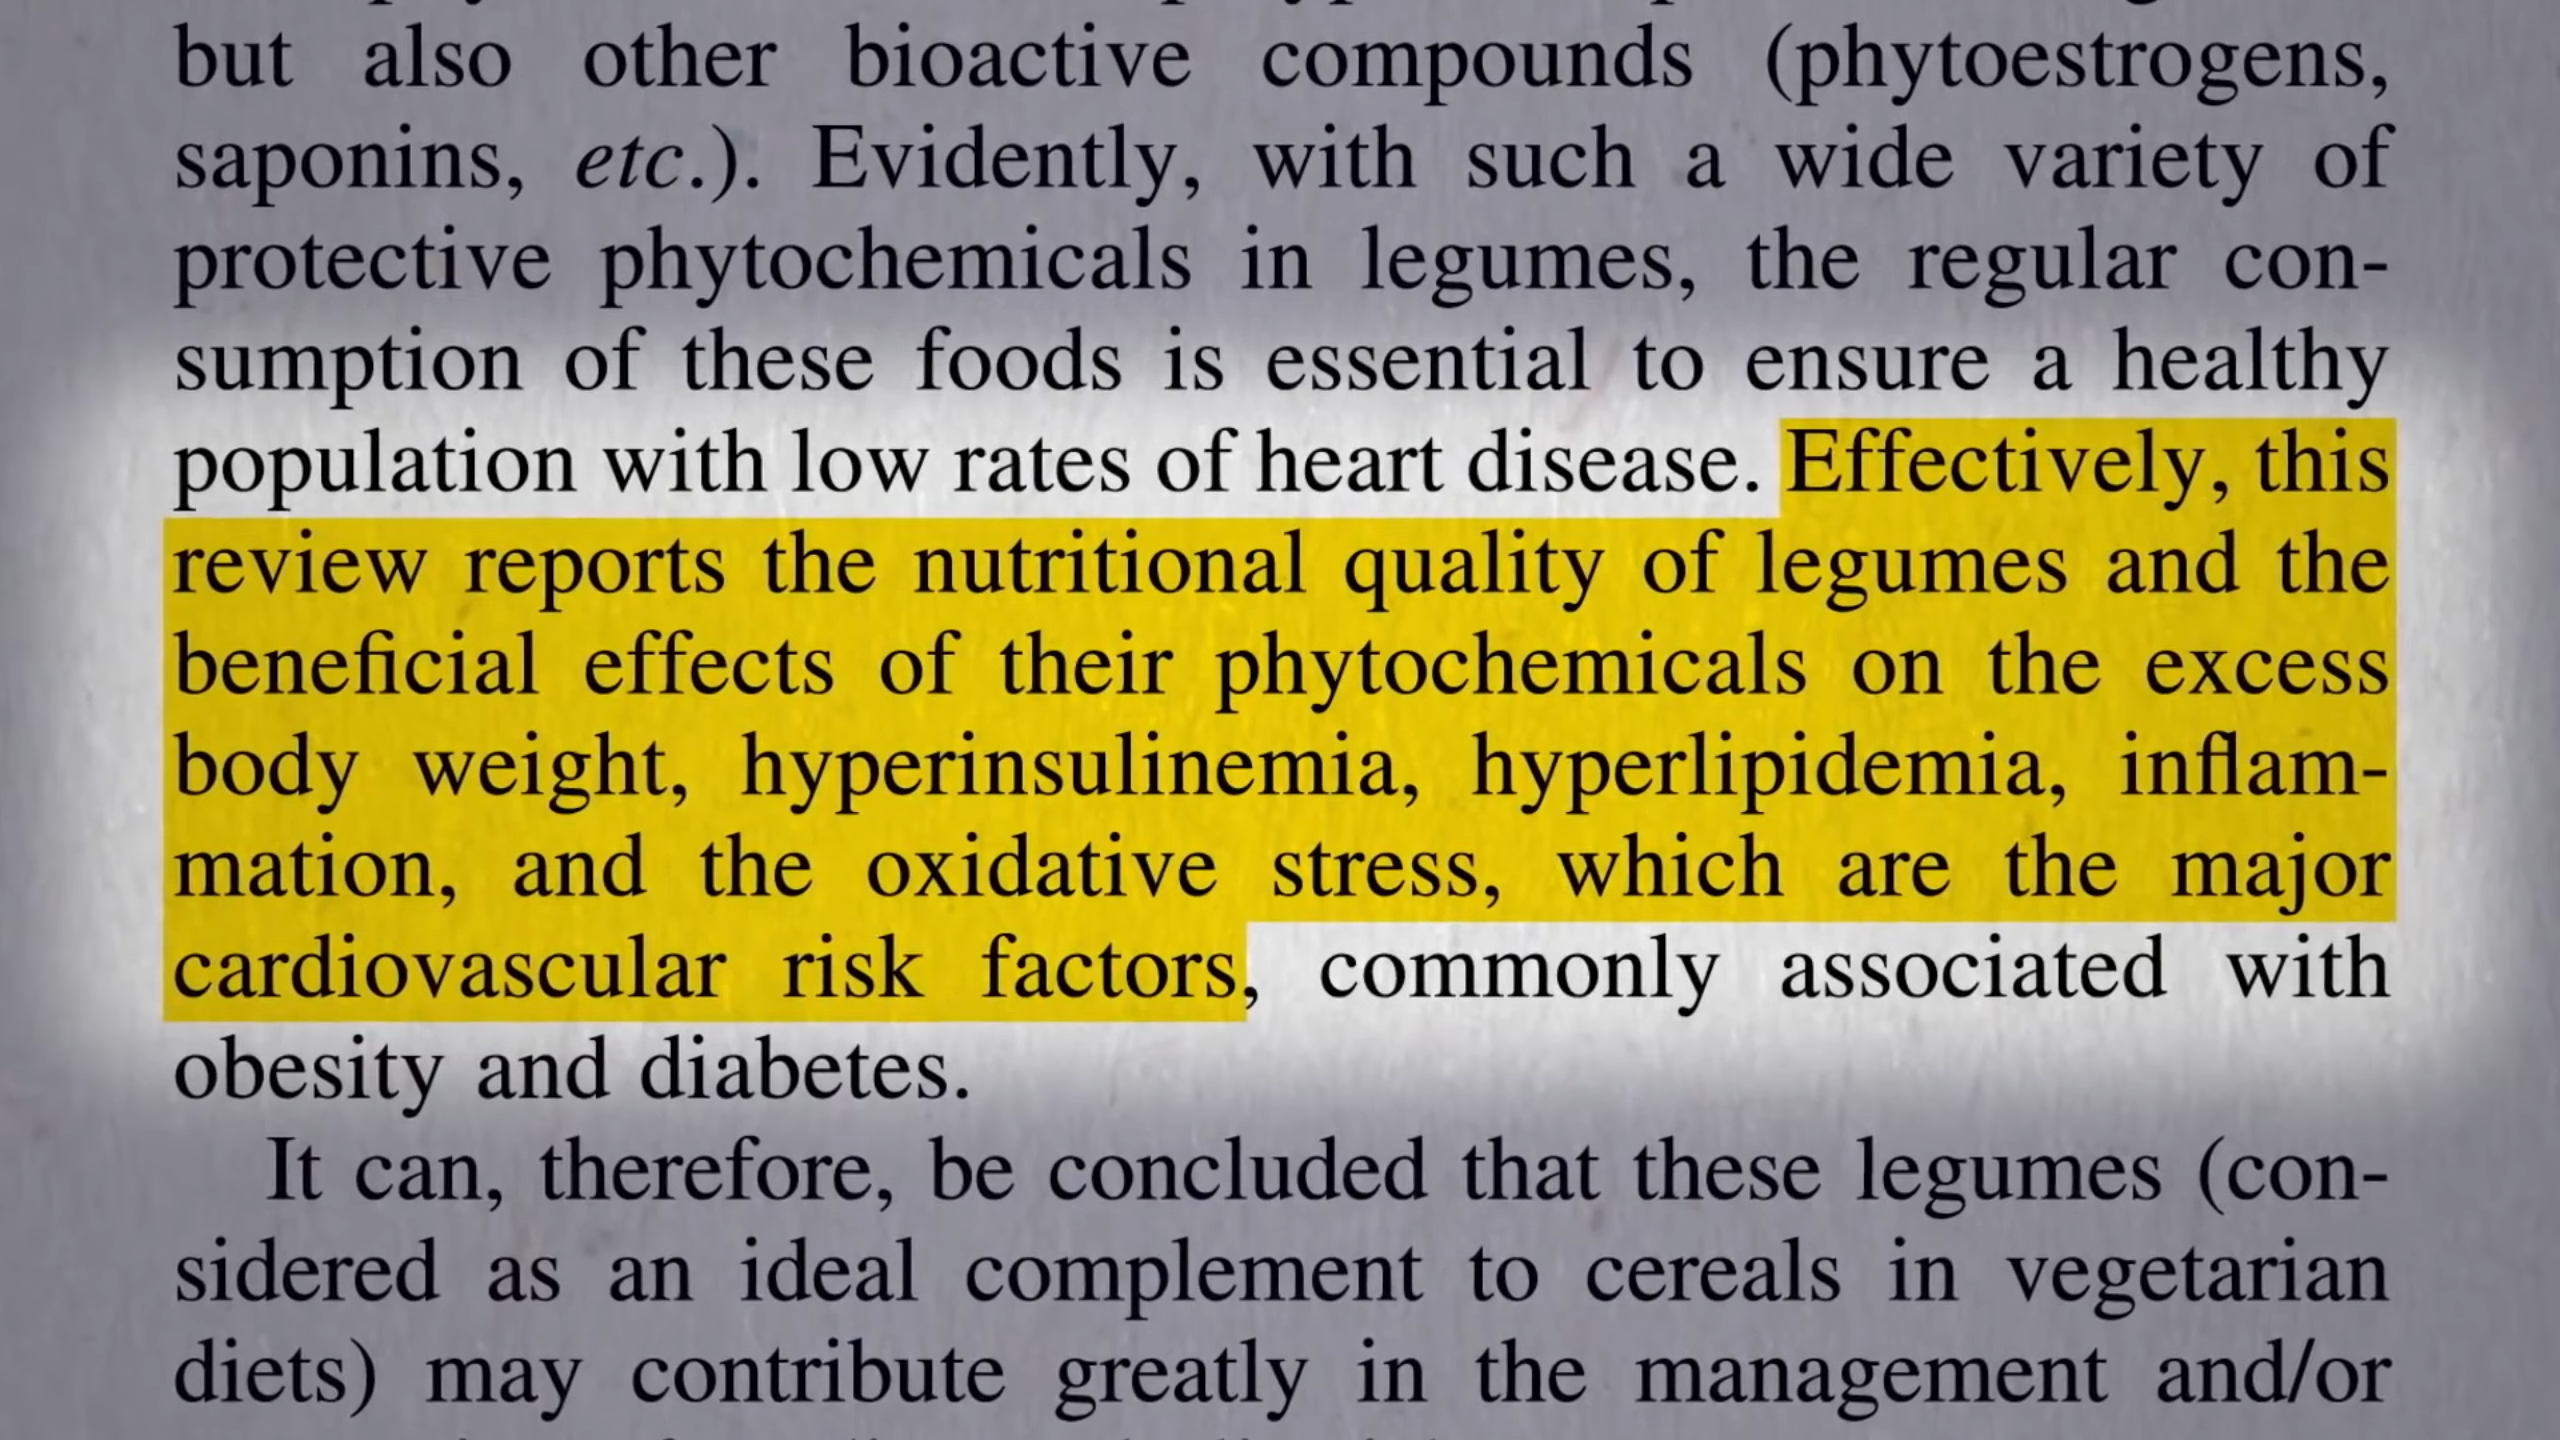 but also other bioactive compounds (phytoestrogens,
saponins, etc.). Evidently, with such a wide variety of
protective phytochemicals in legumes, the regular con-
sumption of these foods is essential to ensure a healthy
population with low rates of heart disease. Effectively, this
review reports the nutritional quality of legumes and the
beneficial effects of their phytochemicals on the excess
body weight, hyperinsulinemia, hyperlipidemia, inflam-
mation, and the oxidative stress, which are the major
cardiovascular risk factors, commonly associated with
obesity and diabetes.
It can, therefore, be concluded that these legumes (con-
sidered as an ideal complement to cereals in vegetarian
diets) may contribute greatly in the management and/or